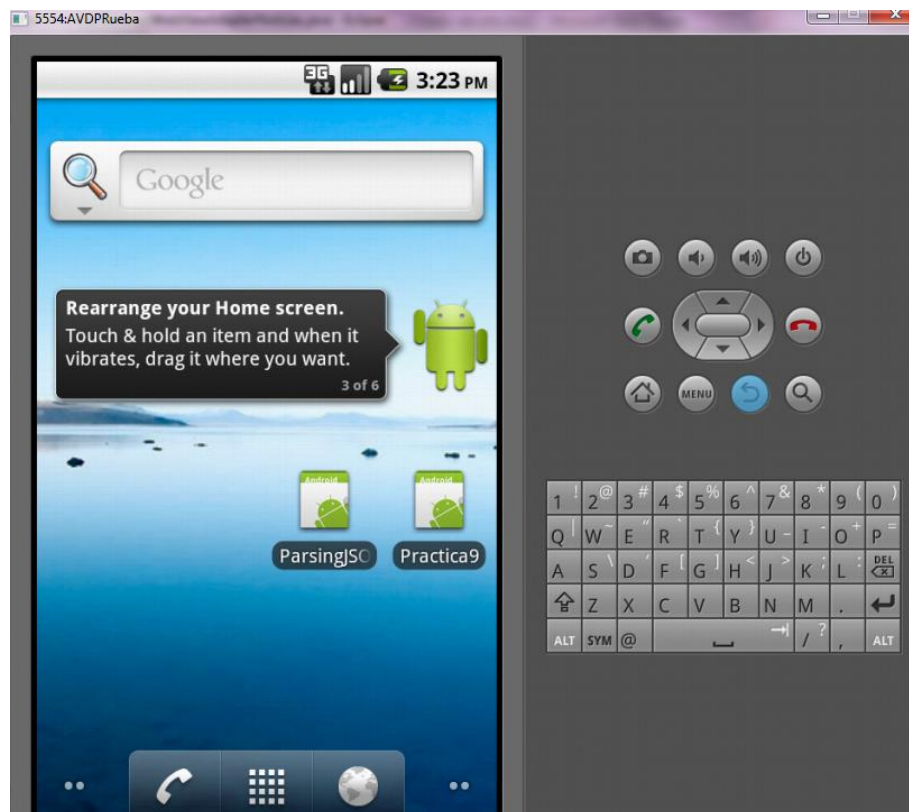 5554:AVDPRueba
3G
3:23 PM
Google
Rearrange your Home screen.
Touch & hold an item and when it
vibrates, drag it where you want.
3 of 6
Android
Android
ParsingJSO
Practica9
MENU
1 ! 2 @ 3 # 4 $ 5 % 6 ^ 7 & 8 * 9 ( 0 )
Q | W ~ E " R ` T { Y } U - I - O + P =
A S \ D ' F [ G ] H < J > K ; L : DEL
Z X C V B N M .
ALT SYM @ / ? , ALT